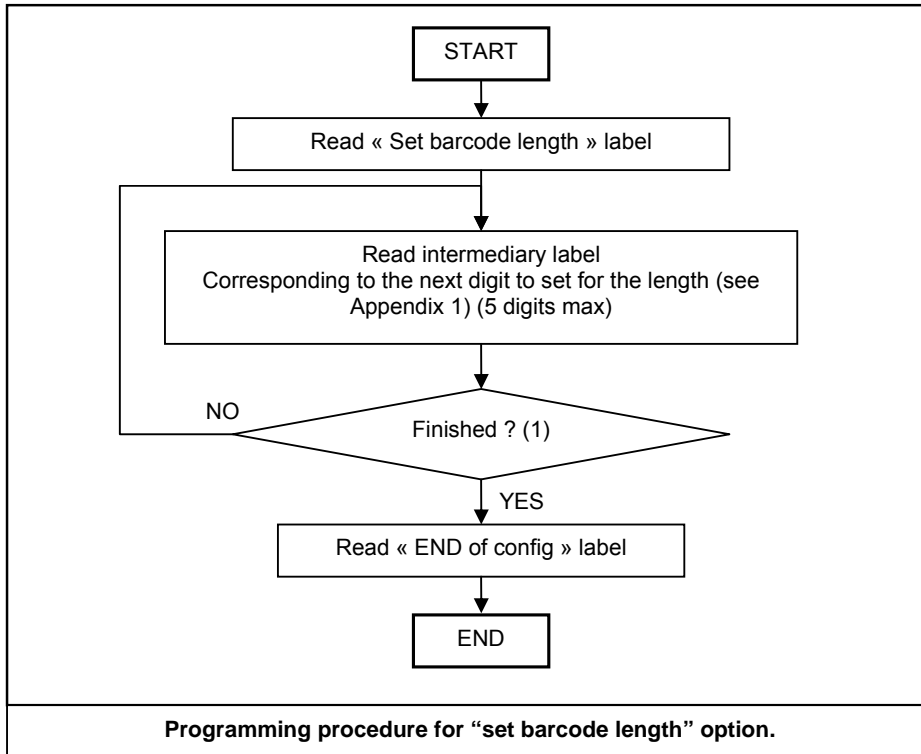 START
Read « Set barcode length » label
Read intermediary label
Corresponding to the next digit to set for the length (see
Appendix 1) (5 digits max)
NO
Finished ? (1)
YES
Read « END of config » label
END
Programming procedure for “set barcode length” option.